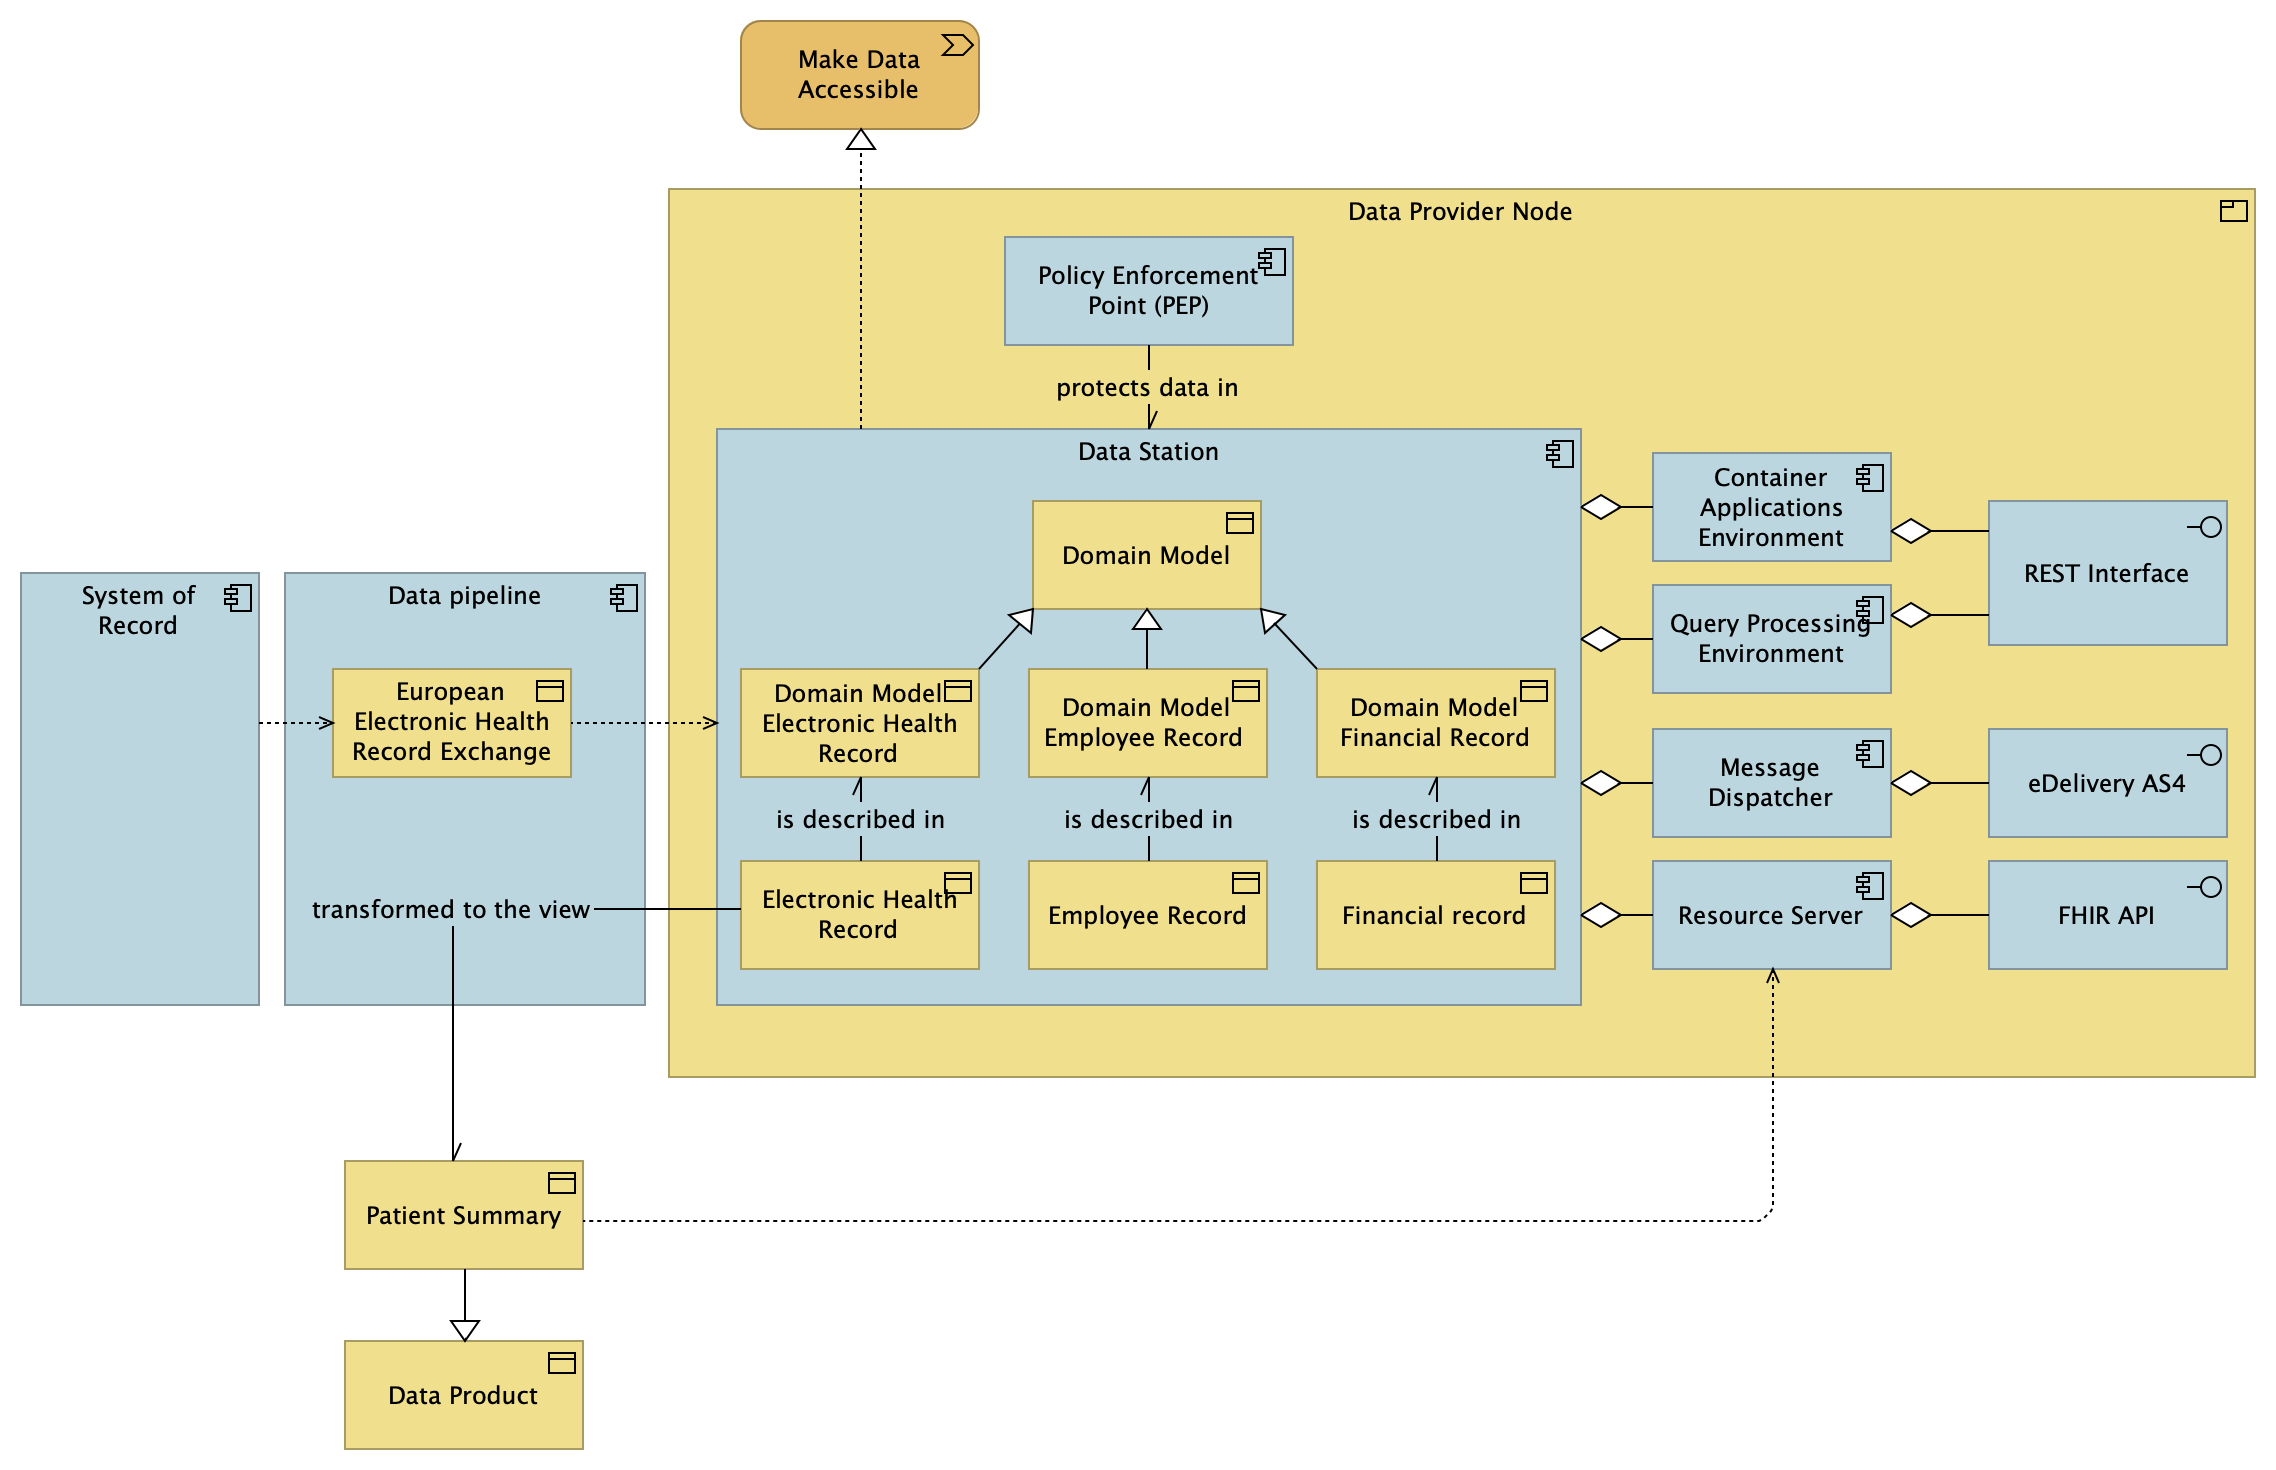 Make Data
Accessible
Data Provider Node
Policy Enforcement
Point (PEP)
protects data in
Data Station
Domain Model
Container
Applications
Environment
REST Interface
Query Processing
Environment
System of
Record
Data pipeline
European
Electronic Health
Record Exchange
Domain Model
Electronic Health
Record
Domain Model
Employee Record
Domain Model
Financial Record
Message
Dispatcher
eDelivery AS4
is described in
is described in
is described in
transformed to the view
Electronic Health
Record
Employee Record
Financial record
Resource Server
FHIR API
Patient Summary
Data Product